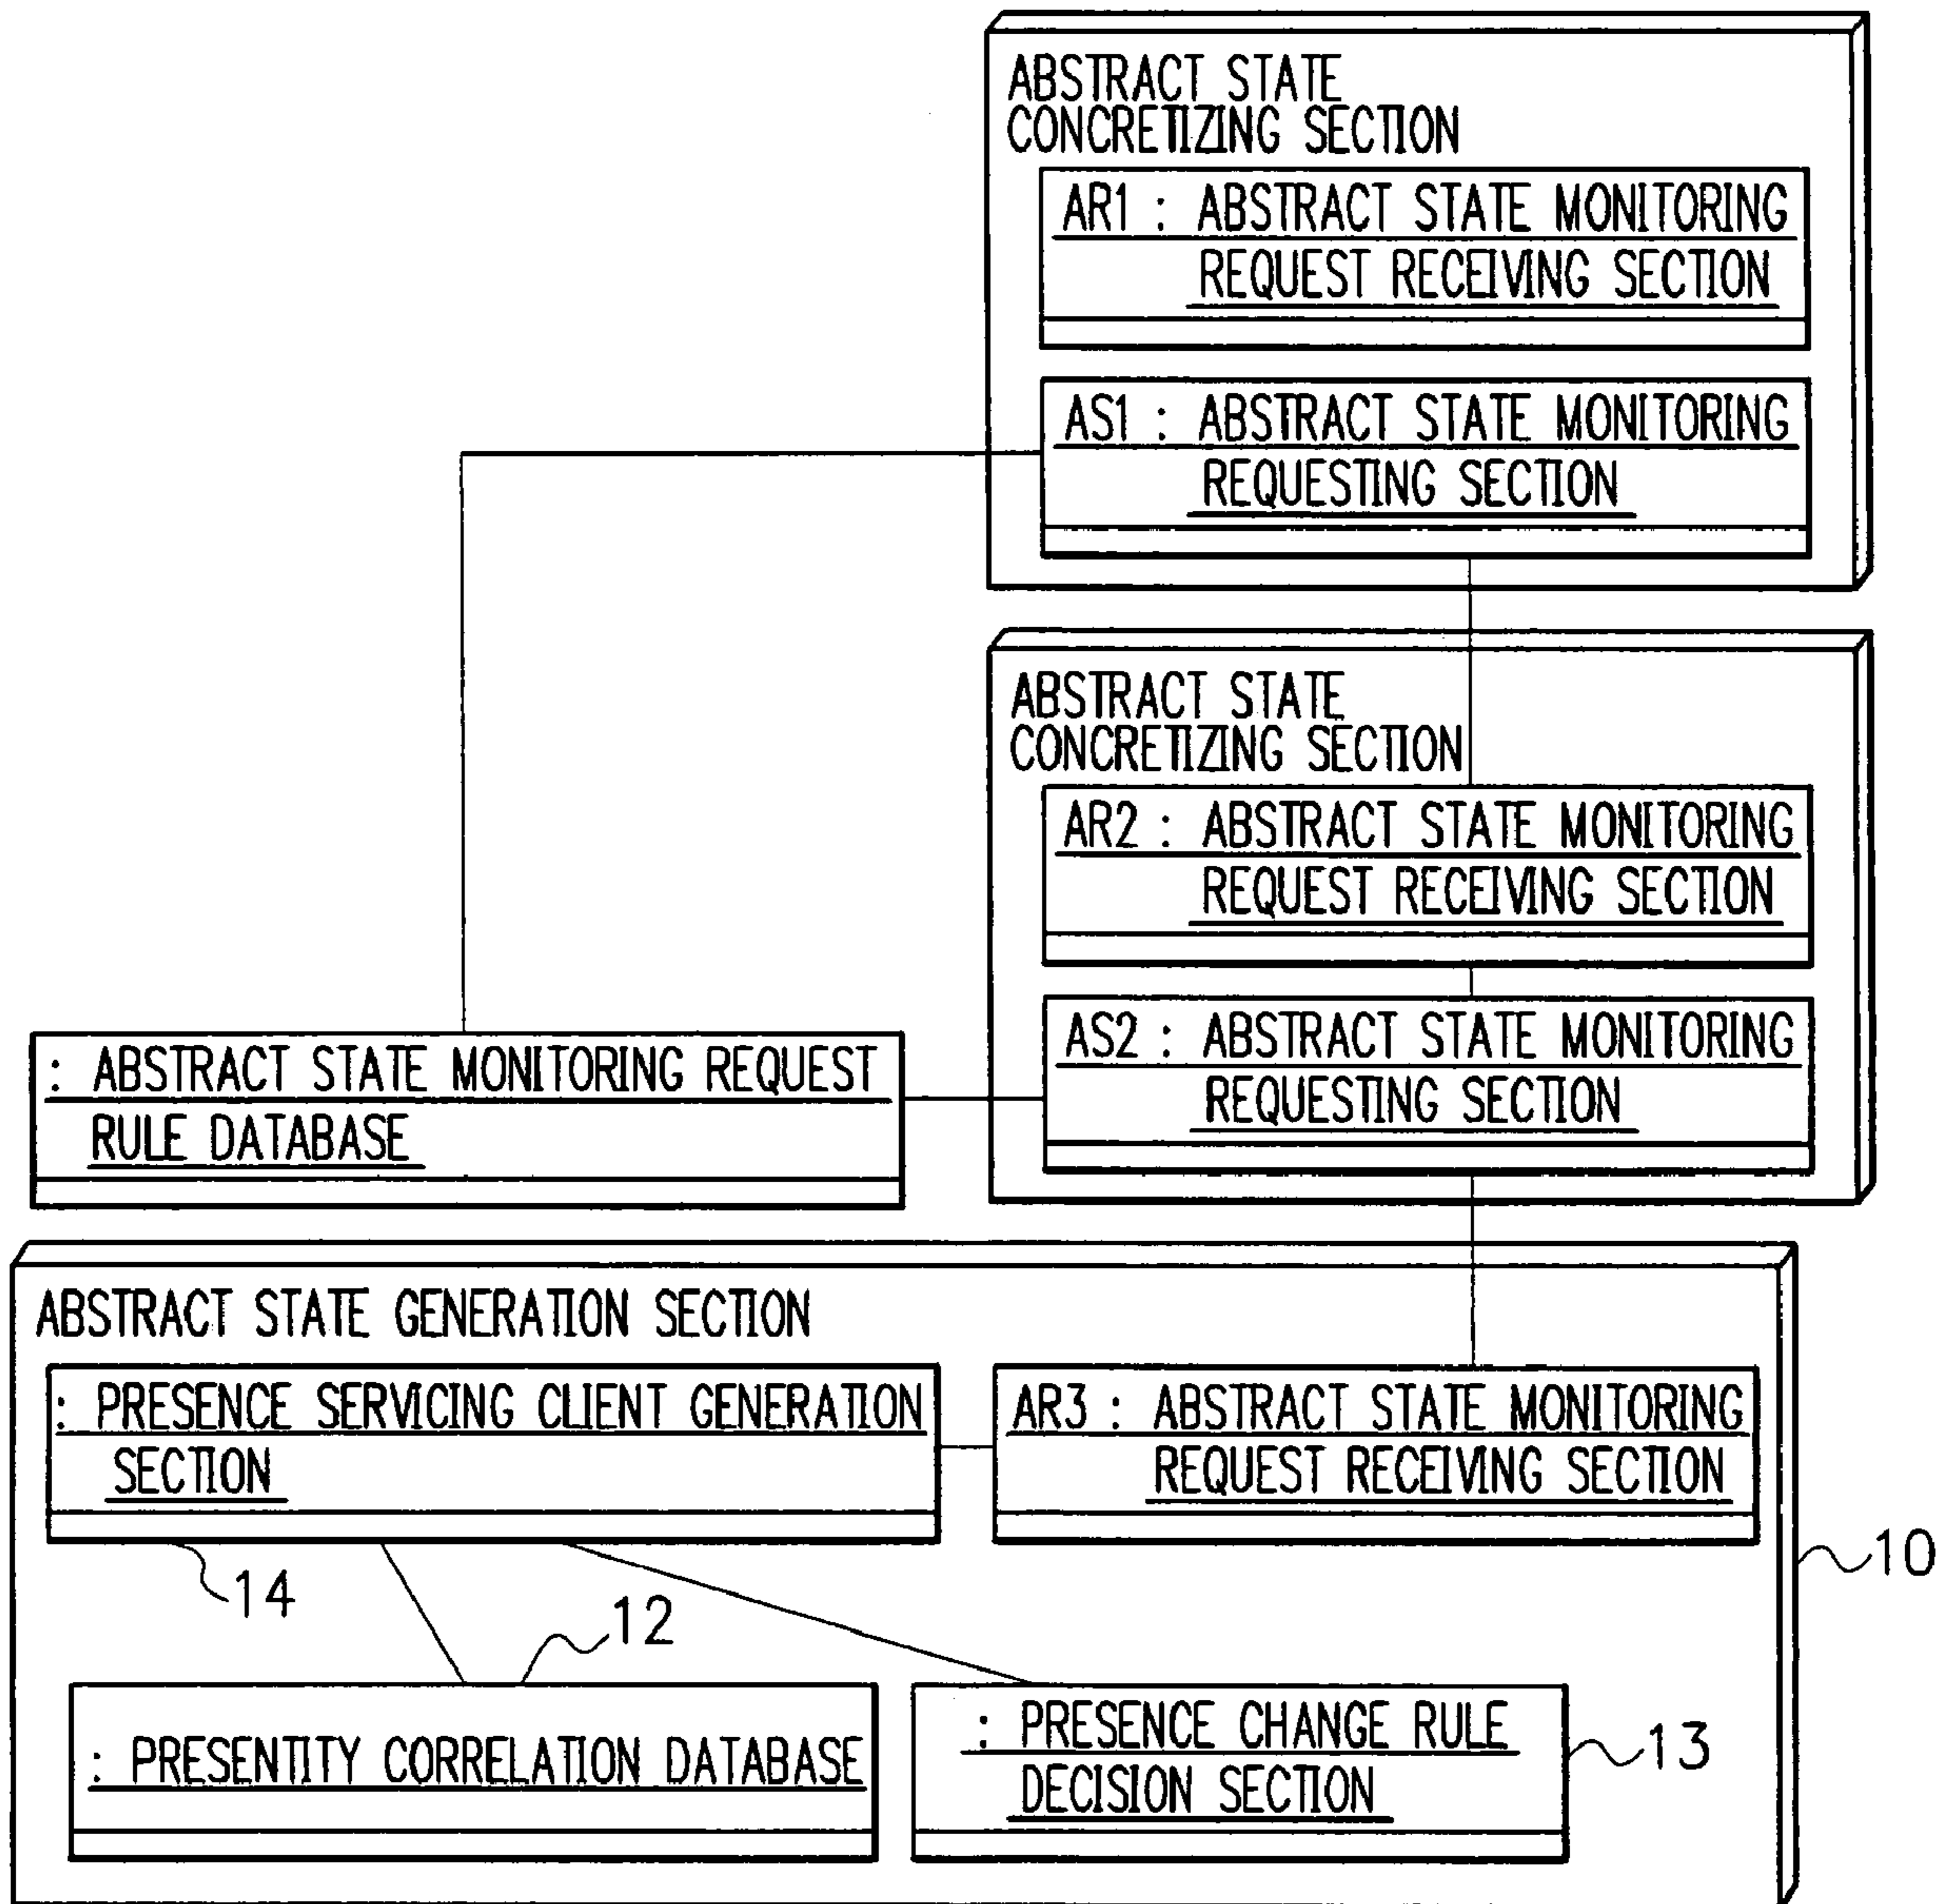 ABSTRACT STATE
CONCRETIZING SECTION
AR1 : ABSTRACT STATE MONITORING
REQUEST RECEIVING SECTION
AS1 : ABSTRACT STATE MONITORING
REQUESTING SECTION
ABSTRACT STATE
CONCRETIZING SECTION
AR2 : ABSTRACT STATE MONITORING
REQUEST RECEIVING SECTION
AS2 : ABSTRACT STATE MONITORING
REQUESTING SECTION
: ABSTRACT STATE MONITORING REQUEST
RULE DATABASE
ABSTRACT STATE GENERATION SECTION
: PRESENCE SERVICING CLIENT GENERATION
SECTION
AR3 : ABSTRACT STATE MONITORING
REQUEST RECEIVING SECTION
10
14
12
: PRESENTITY CORRELATION DATABASE
: PRESENCE CHANGE RULE
DECISION SECTION
13